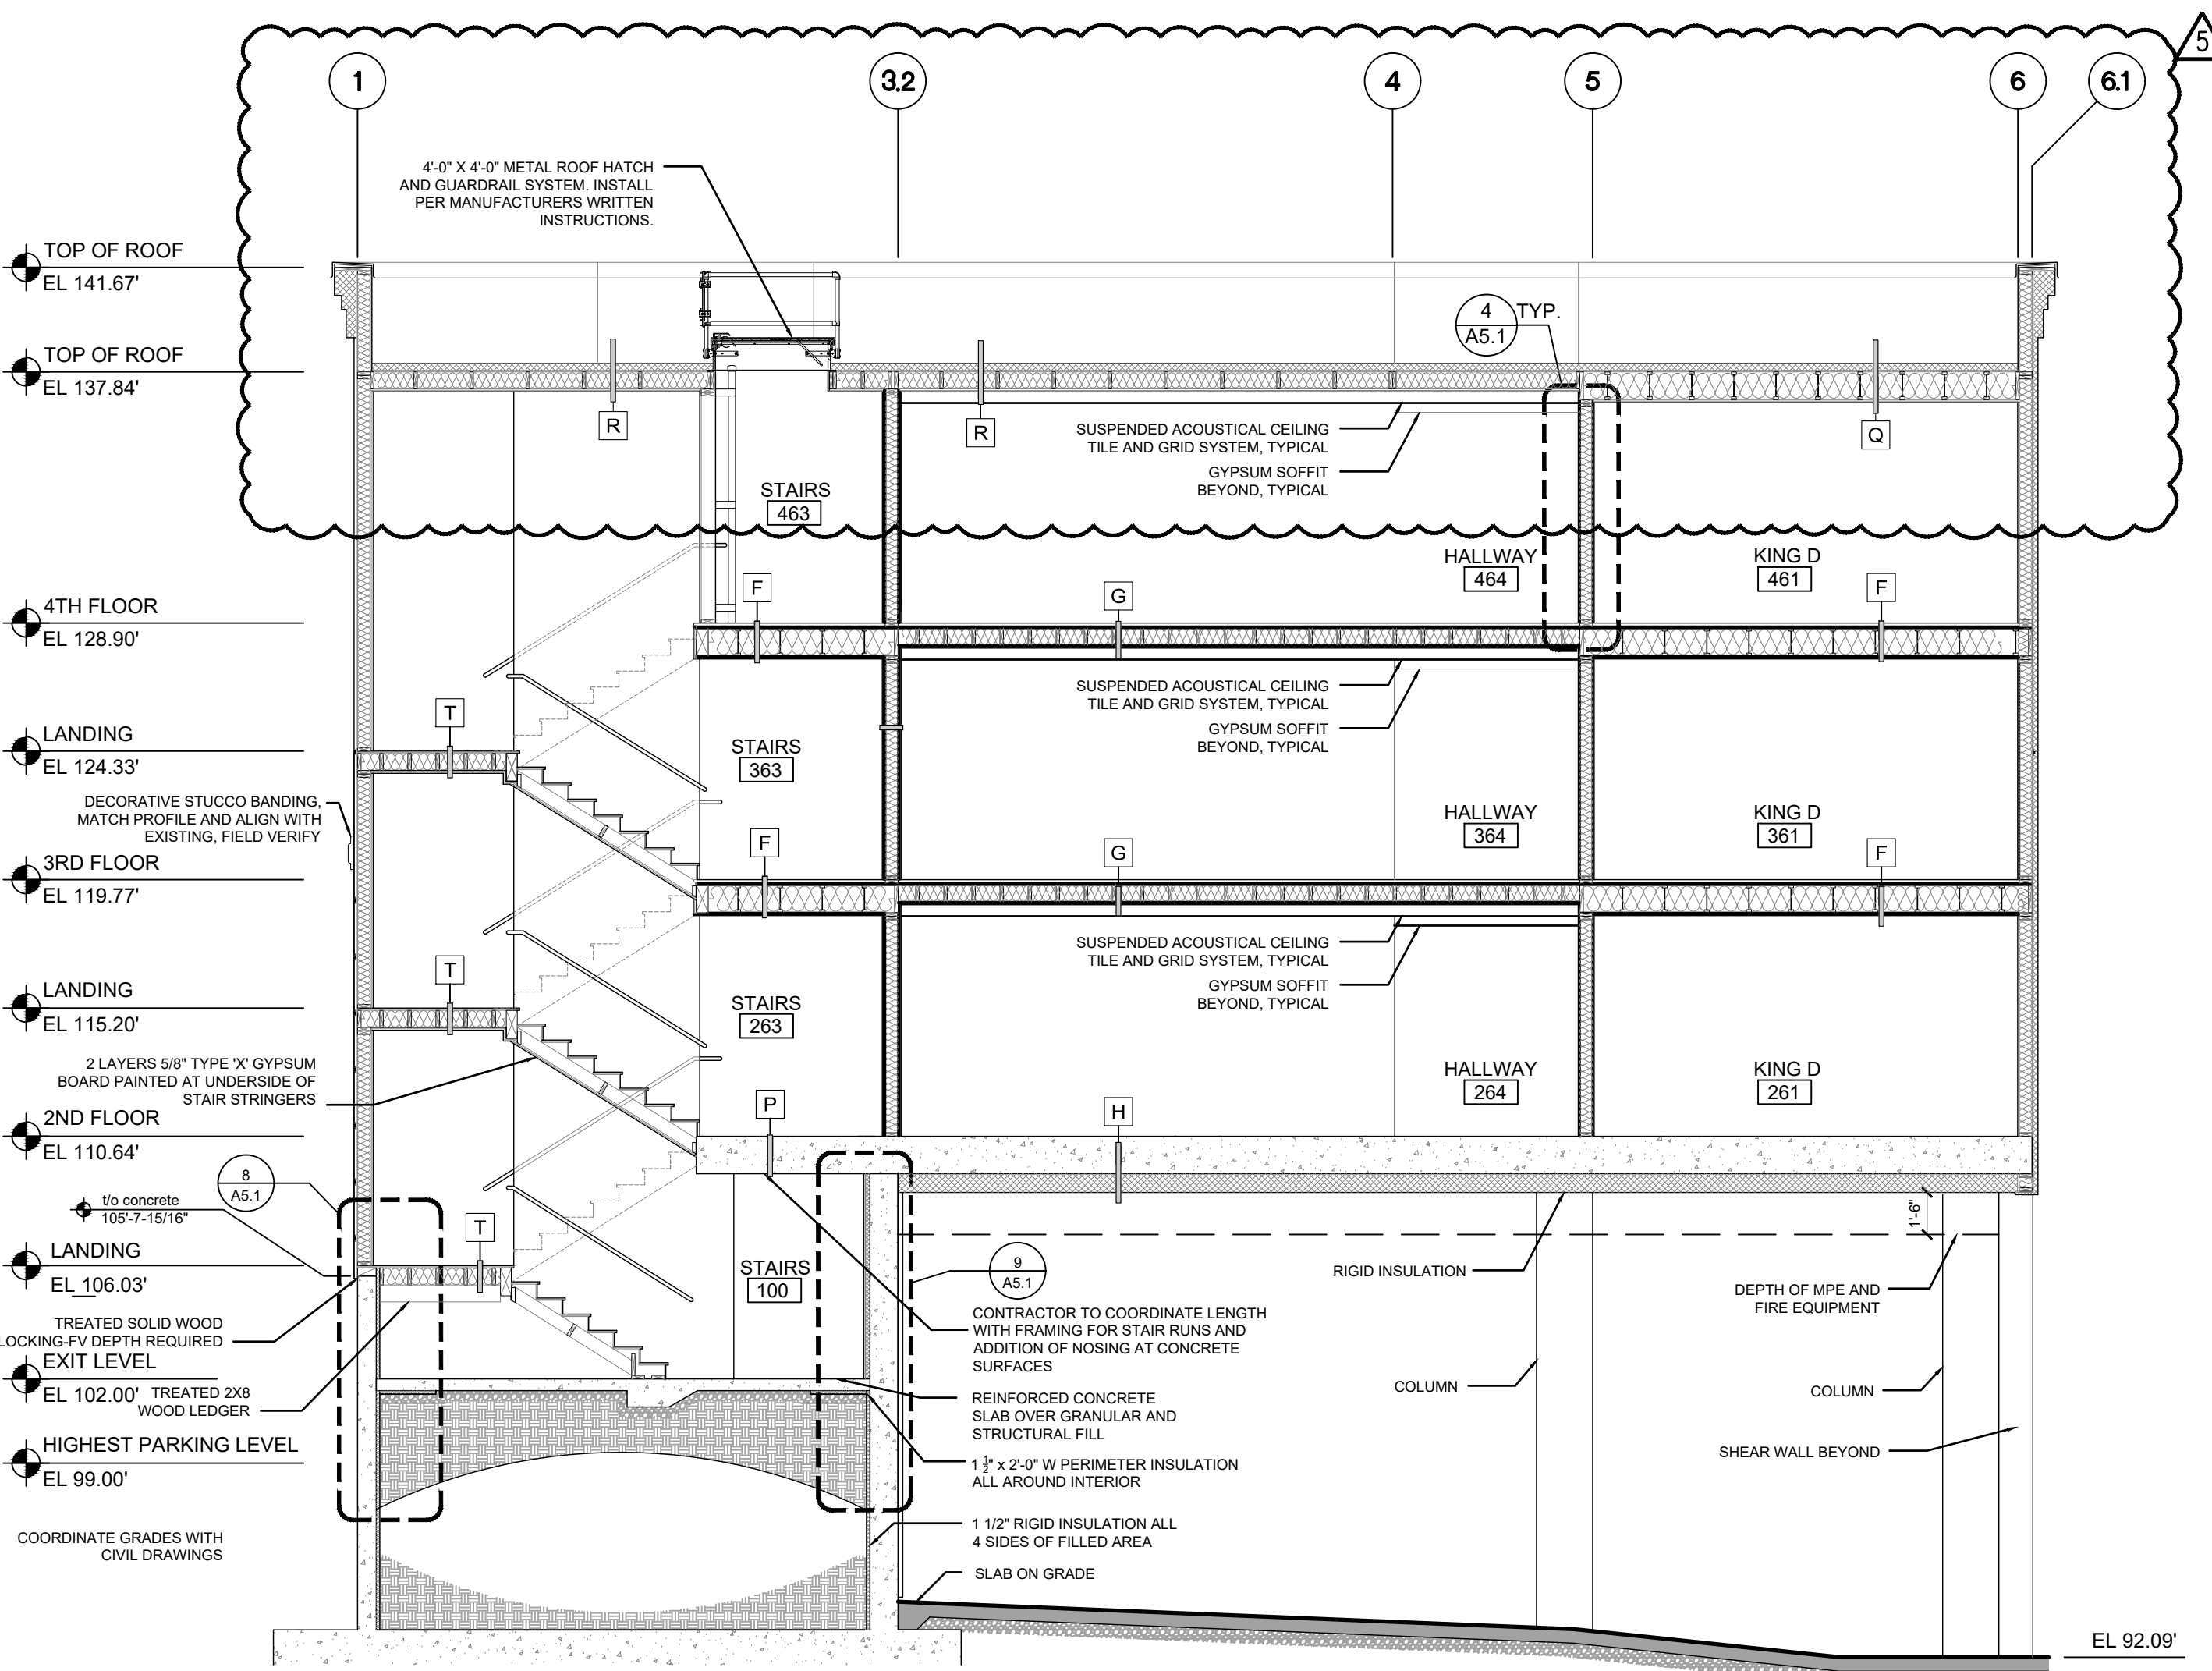 5
1
3.2
4
5
6
6.1
4'-0" X 4'-0" METAL ROOF HATCH
AND GUARDRAIL SYSTEM. INSTALL
PER MANUFACTURERS WRITTEN
INSTRUCTIONS.
TOP OF ROOF
EL 141.67'
4
A5.1
TYP.
TOP OF ROOF
EL 137.84'
R
R
Q
SUSPENDED ACOUSTICAL CEILING
TILE AND GRID SYSTEM, TYPICAL
GYPSUM SOFFIT
BEYOND, TYPICAL
STAIRS
463
HALLWAY
464
KING D
461
4TH FLOOR
EL 128.90'
F
G
F
SUSPENDED ACOUSTICAL CEILING
TILE AND GRID SYSTEM, TYPICAL
GYPSUM SOFFIT
BEYOND, TYPICAL
LANDING
EL 124.33'
T
STAIRS
363
DECORATIVE STUCCO BANDING,
MATCH PROFILE AND ALIGN WITH
EXISTING, FIELD VERIFY
HALLWAY
364
KING D
361
3RD FLOOR
EL 119.77'
F
G
F
SUSPENDED ACOUSTICAL CEILING
TILE AND GRID SYSTEM, TYPICAL
GYPSUM SOFFIT
BEYOND, TYPICAL
LANDING
EL 115.20'
T
STAIRS
263
2 LAYERS 5/8" TYPE 'X' GYPSUM
BOARD PAINTED AT UNDERSIDE OF
STAIR STRINGERS
HALLWAY
264
KING D
261
2ND FLOOR
EL 110.64'
P
H
8
A5.1
t/o concrete
105'-7-15/16"
1'-6"
LANDING
EL 106.03'
T
STAIRS
100
9
A5.1
RIGID INSULATION
DEPTH OF MPE AND
FIRE EQUIPMENT
TREATED SOLID WOOD
LOCKING-FV DEPTH REQUIRED
CONTRACTOR TO COORDINATE LENGTH
WITH FRAMING FOR STAIR RUNS AND
ADDITION OF NOSING AT CONCRETE
SURFACES
EXIT LEVEL
EL 102.00'
TREATED 2X8
WOOD LEDGER
COLUMN
COLUMN
REINFORCED CONCRETE
SLAB OVER GRANULAR AND
STRUCTURAL FILL
HIGHEST PARKING LEVEL
EL 99.00'
SHEAR WALL BEYOND
1 1/2" x 2'-0" W PERIMETER INSULATION
ALL AROUND INTERIOR
COORDINATE GRADES WITH
CIVIL DRAWINGS
1 1/2" RIGID INSULATION ALL
4 SIDES OF FILLED AREA
SLAB ON GRADE
EL 92.09'